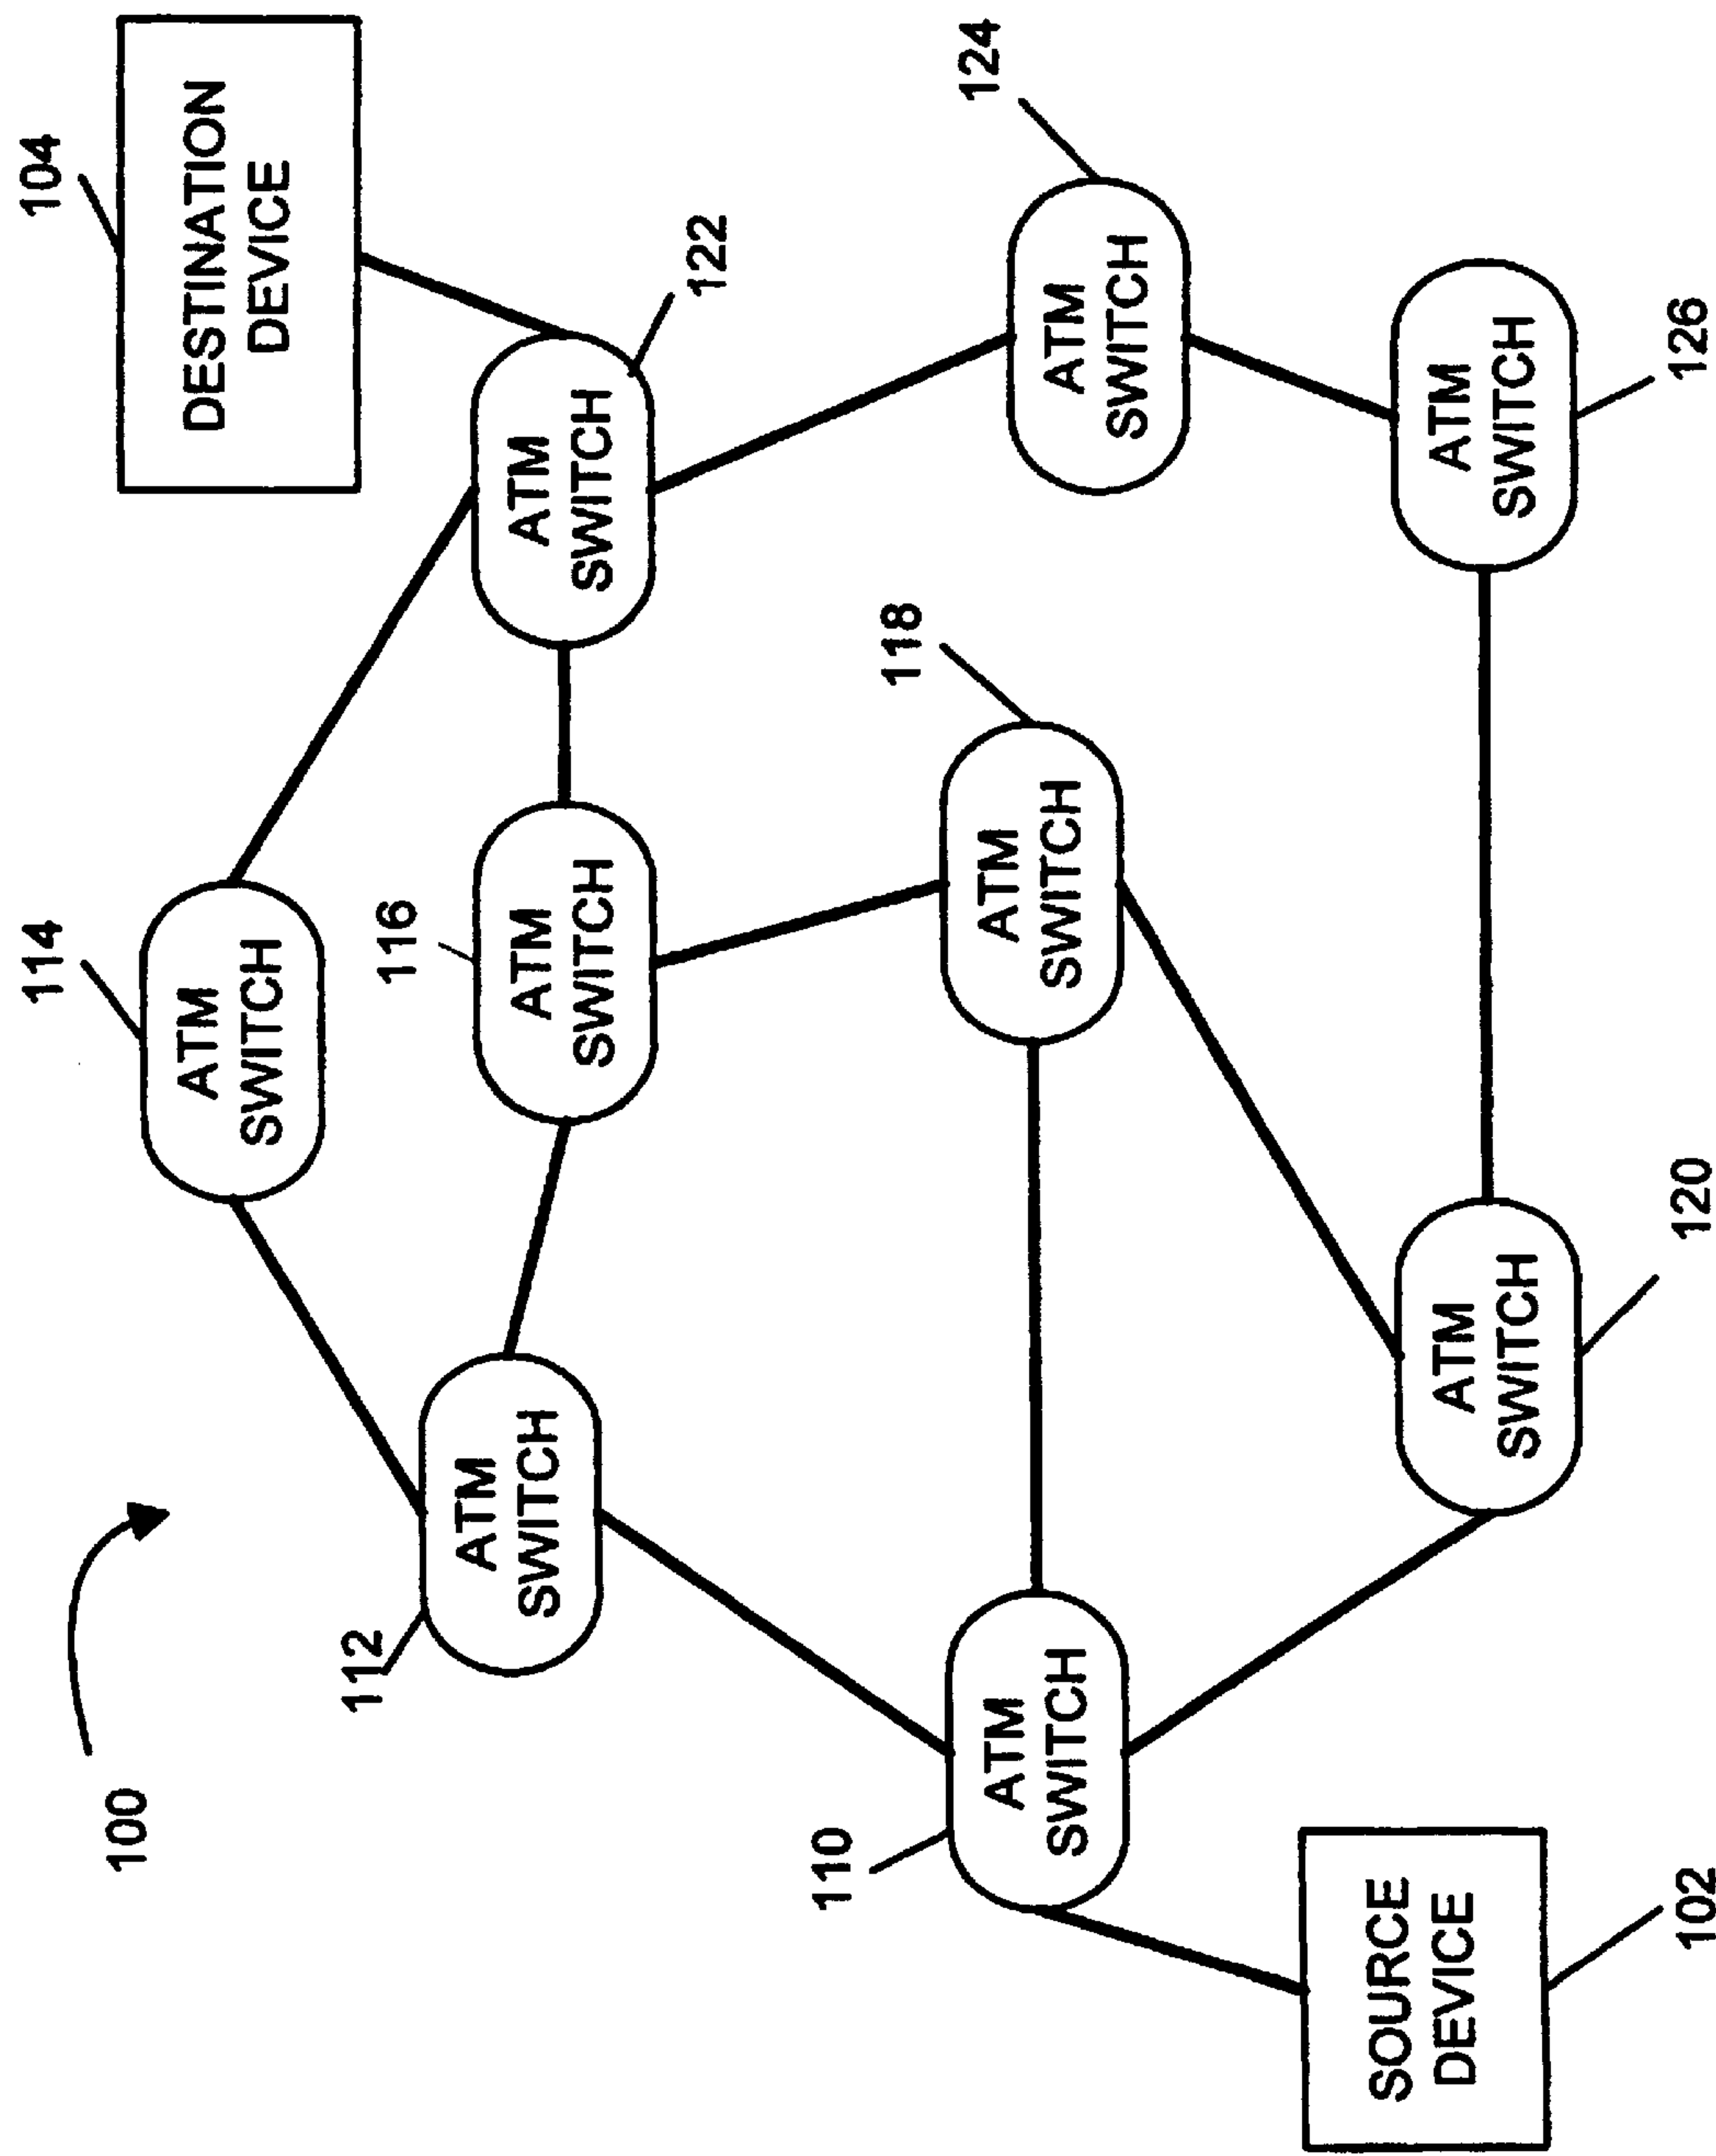 100
104
DESTINATION
DEVICE
114
ATM
SWITCH
112
ATM
SWITCH
116
ATM
SWITCH
ATM
SWITCH
122
110
ATM
SWITCH
118
ATM
SWITCH
124
ATM
SWITCH
SOURCE
DEVICE
102
ATM
SWITCH
120
ATM
SWITCH
126